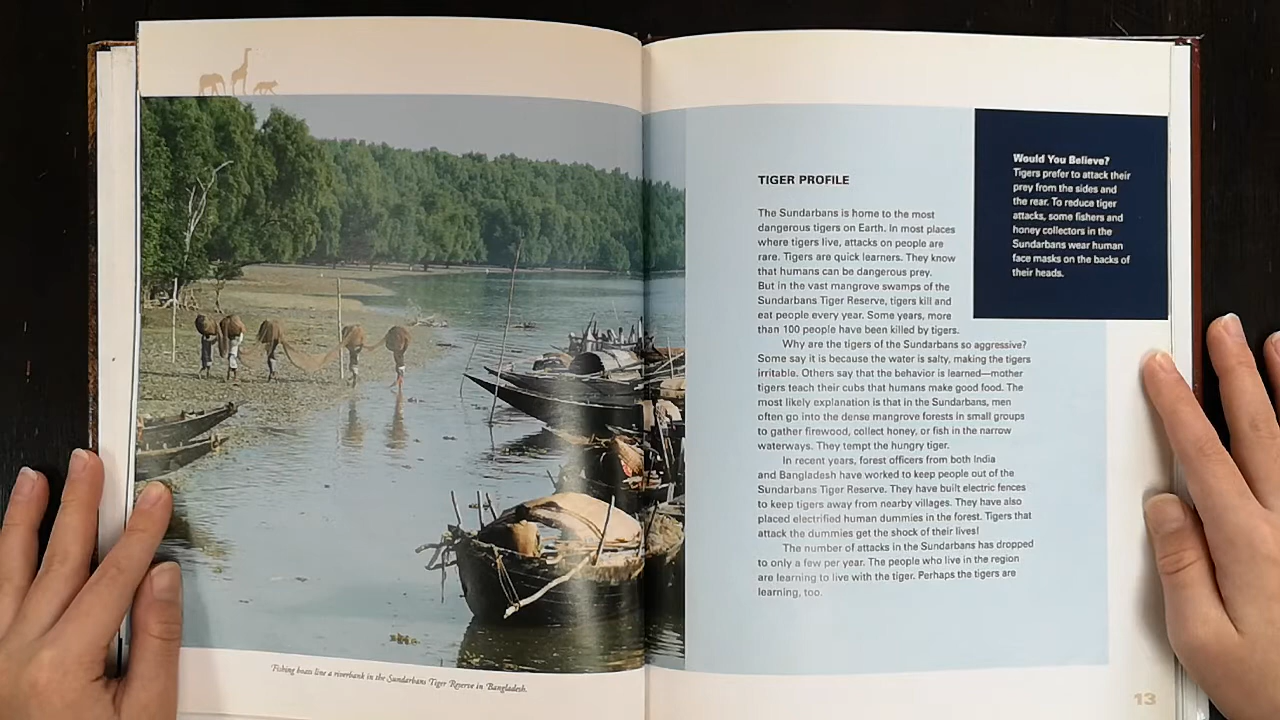 Fishing boats line a riverbank in the Sundarbans Tiger Reserve in Bangladesh.
TIGER PROFILE
The Sundarbans is home to the most
dangerous tigers on Earth. In most places
where tigers live, attacks on people are
rare. Tigers are quick learners. They know
that humans can be dangerous prey.
But in the vast mangrove swamps of the
Sundarbans Tiger Reserve, tigers kill and
eat people every year. Some years, more
than 100 people have been killed by tigers.
Why are the tigers of the Sundarbans so aggressive?
Some say it is because the water is salty, making the tigers
irritable. Others say that the behavior is learned—mother
tigers teach their cubs that humans make good food. The
most likely explanation is that in the Sundarbans, men
often go into the dense mangrove forests in small groups
to gather firewood, collect honey, or fish in the narrow
waterways. They tempt the hungry tiger.
In recent years, forest officers from both India
and Bangladesh have worked to keep people out of the
Sundarbans Tiger Reserve. They have built electric fences
to keep tigers away from nearby villages. They have also
placed electrified human dummies in the forest. Tigers that
attack the dummies get the shock of their lives!
The number of attacks in the Sundarbans has dropped
to only a few per year. The people who live in the region
are learning to live with the tiger. Perhaps the tigers are
learning, too.
Would You Believe?
Tigers prefer to attack their
prey from the sides and
the rear. To reduce tiger
attacks, some fishers and
honey collectors in the
Sundarbans wear human
face masks on the backs of
their heads.
13